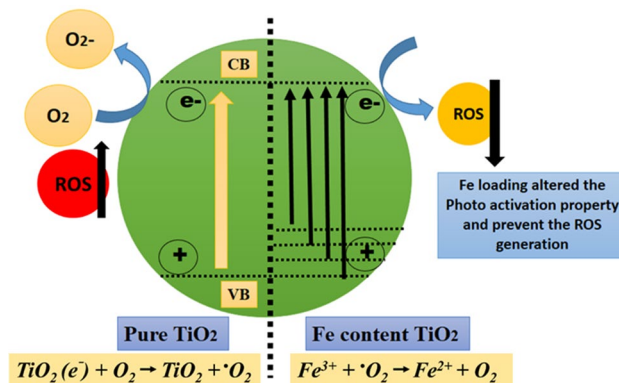 O2-
CB
e-
e-
O2
ROS
ROS
Fe loading altered the
Photo activation property
and prevent the ROS
generation
+
+
VB
Pure TiO2
Fe content TiO2
TiO₂(e⁻) + O₂ → TiO₂ + •O₂
Fe³⁺ + •O₂ → Fe²⁺ + O₂